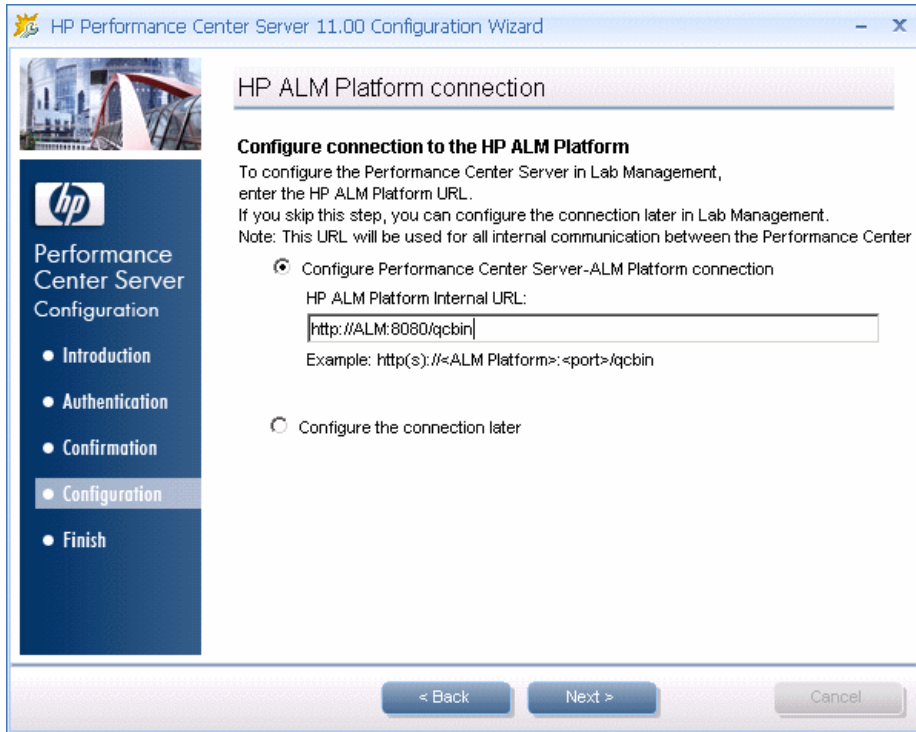 HP Performance Center Server 11.00 Configuration Wizard
HP ALM Platform connection
hp
Performance
Center Server
Configuration
• Introduction
• Authentication
• Confirmation
• Configuration
• Finish
Configure connection to the HP ALM Platform
To configure the Performance Center Server in Lab Management,
enter the HP ALM Platform URL.
If you skip this step, you can configure the connection later in Lab Management.
Note: This URL will be used for all internal communication between the Performance Center
Configure Performance Center Server-ALM Platform connection
HP ALM Platform Internal URL:
http://ALM:8080/qcbin
Example: http(s)://<ALM Platform>:<port>/qcbin
Configure the connection later
< Back
Next >
Cancel